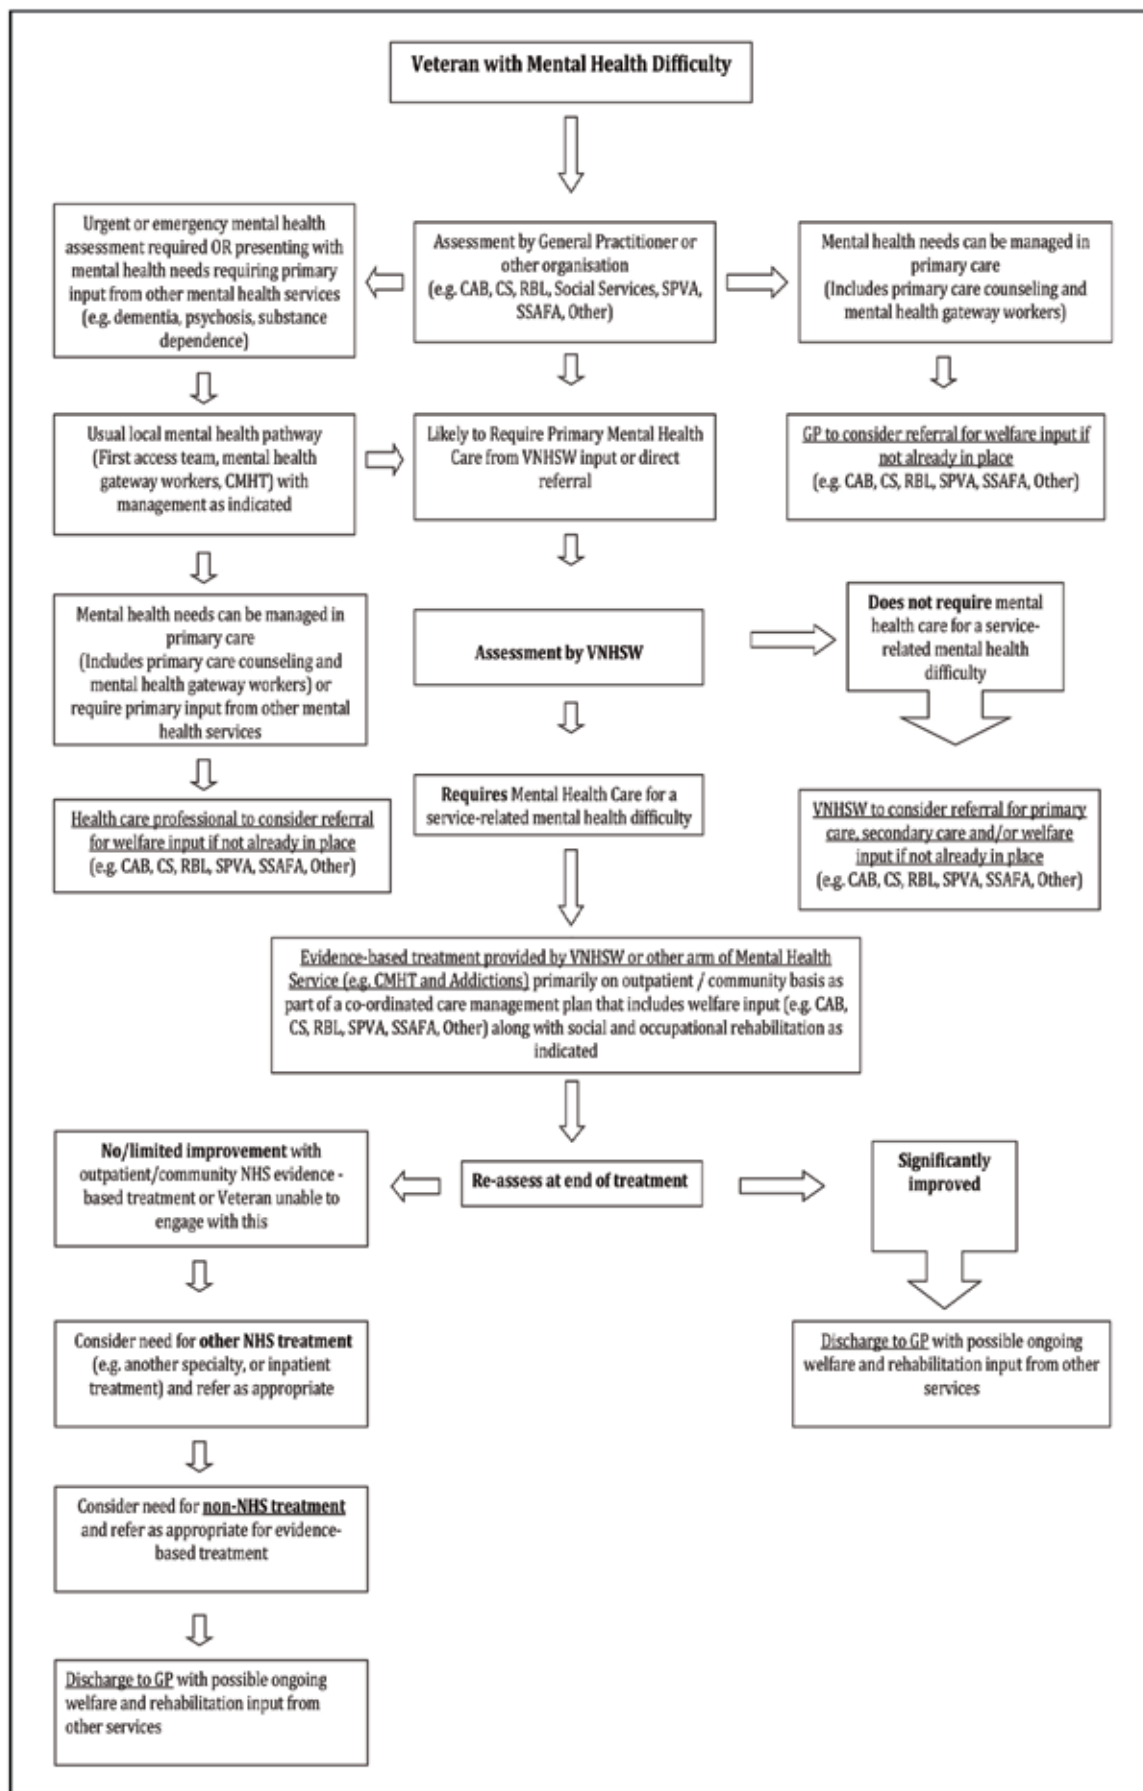 Veteran with Mental Health Difficulty
Urgent or emergency mental health
assessment required OR presenting with
mental health needs requiring primary
input from other mental health services
(e.g. dementia, psychosis, substance
dependence)
Assessment by General Practitioner or
other organisation
(e.g. CAB, CS, RBL, Social Services, SPVA,
SSAFA, Other)
Mental health needs can be managed in
primary care
(Includes primary care counseling and
mental health gateway workers)
Usual local mental health pathway
(First access team, mental health
gateway workers, CMHT) with
management as indicated
Likely to Require Primary Mental Health
Care from VNHSW input or direct
referral
GP to consider referral for welfare input if
not already in place
(e.g. CAB, CS, RBL, SPVA, SSAFA, Other)
Mental health needs can be managed in
primary care
(Includes primary care counseling and
mental health gateway workers) or
require primary input from other mental
health services
Assessment by VNHSW
Does not require mental
health care for a service-
related mental health
difficulty
Health care professional to consider referral
for welfare input if not already in place
(e.g. CAB, CS, RBL, SPVA, SSAFA, Other)
Requires Mental Health Care for a
service-related mental health difficulty
VNHSW to consider referral for primary
care, secondary care and/or welfare
input if not already in place
(e.g. CAB, CS, RBL, SPVA, SSAFA, Other)
Evidence-based treatment provided by VNHSW or other arm of Mental Health
Service (e.g. CMHT and Addictions) primarily on outpatient / community basis as
part of a co-ordinated care management plan that includes welfare input (e.g. CAB,
CS, RBL, SPVA, SSAFA, Other) along with social and occupational rehabilitation as
indicated
No/limited improvement with
outpatient/community NHS evidence -
based treatment or Veteran unable to
engage with this
Re-assess at end of treatment
Significantly
improved
Consider need for other NHS treatment
(e.g. another specialty, or inpatient
treatment) and refer as appropriate
Discharge to GP with possible ongoing
welfare and rehabilitation input from other
services
Consider need for non-NHS treatment
and refer as appropriate for evidence-
based treatment
Discharge to GP with possible ongoing
welfare and rehabilitation input from
other services